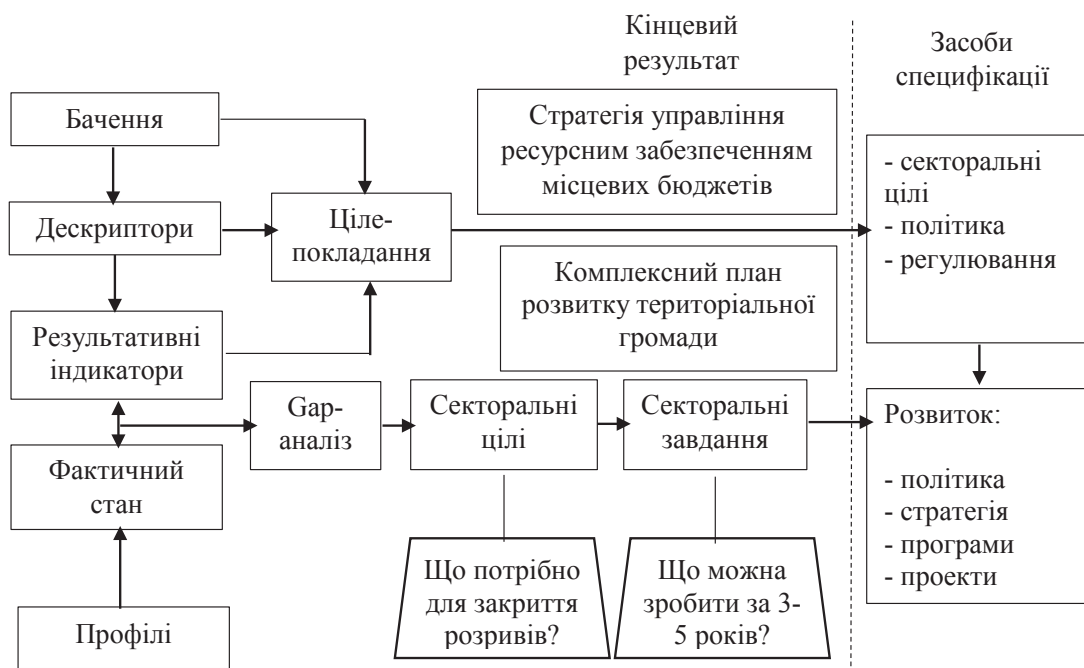 Кінцевий
результат
Засоби
специфікації
Бачення
Стратегія управління
ресурсним забезпеченням
місцевих бюджетів
- секторальні
цілі
- політика
- регулювання
Дескриптори
Ціле-
покладання
Комплексний план
розвитку територіальної
громади
Результативні
індикатори
Gap-
аналіз
Секторальні
цілі
Секторальні
завдання
Розвиток:
- політика
- стратегія
- програми
- проекти
Фактичний
стан
Що потрібно
для закриття
розривів?
Що можна
зробити за 3-
5 років?
Профілі